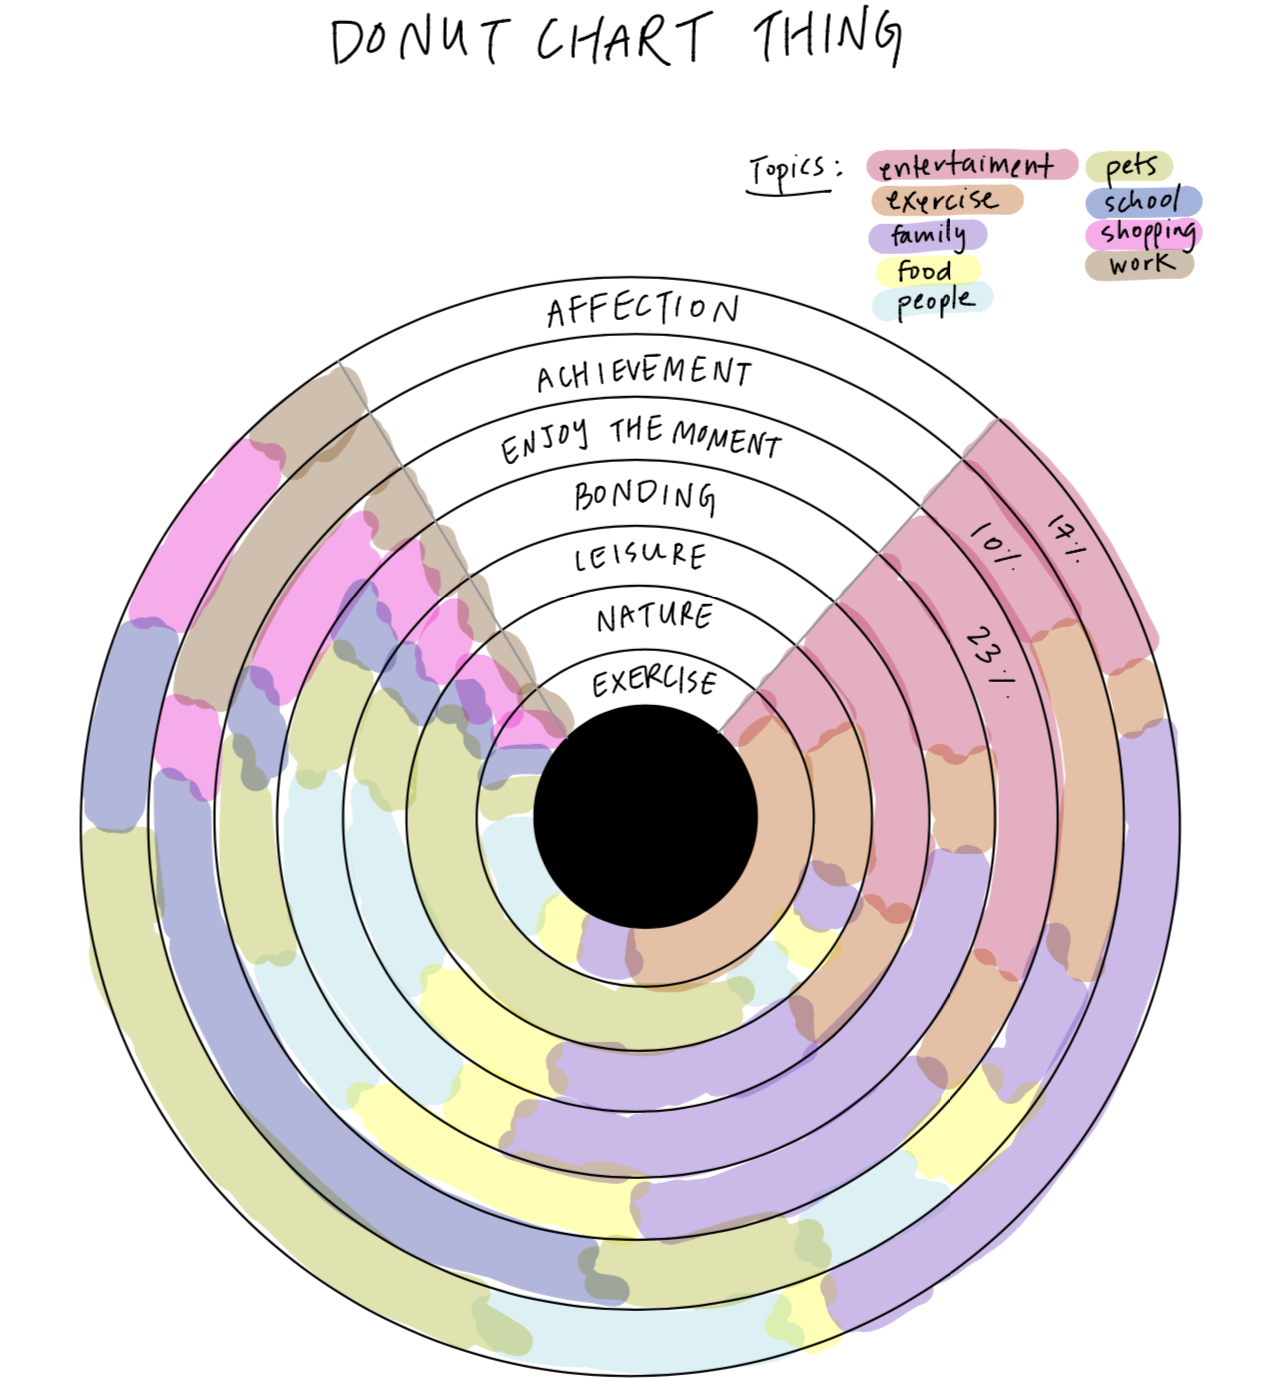 DONUT CHART THING
Topics: entertaiment pets
exercise school
family shopping
food work
people
AFFECTION
ACHIEVEMENT
ENJOY THE MOMENT
BONDING
LEISURE
NATURE
EXERCISE
17%
10%
23%